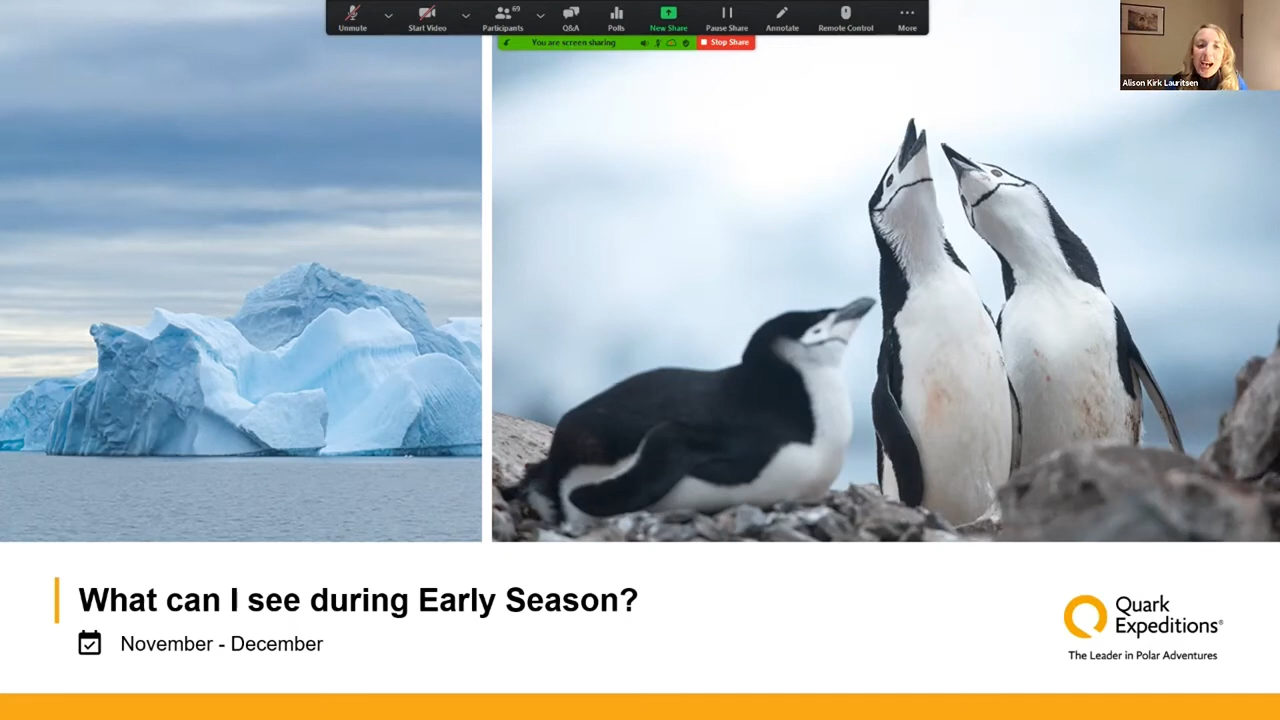 Unmute
Start Video
Participants
69
Q&A
Polls
New Share
Pause Share
Annotate
Remote Control
More
You are screen sharing
Stop Share
Alison Kirk Lauritsen
What can I see during Early Season?
November - December
Quark
Expeditions®
The Leader in Polar Adventures